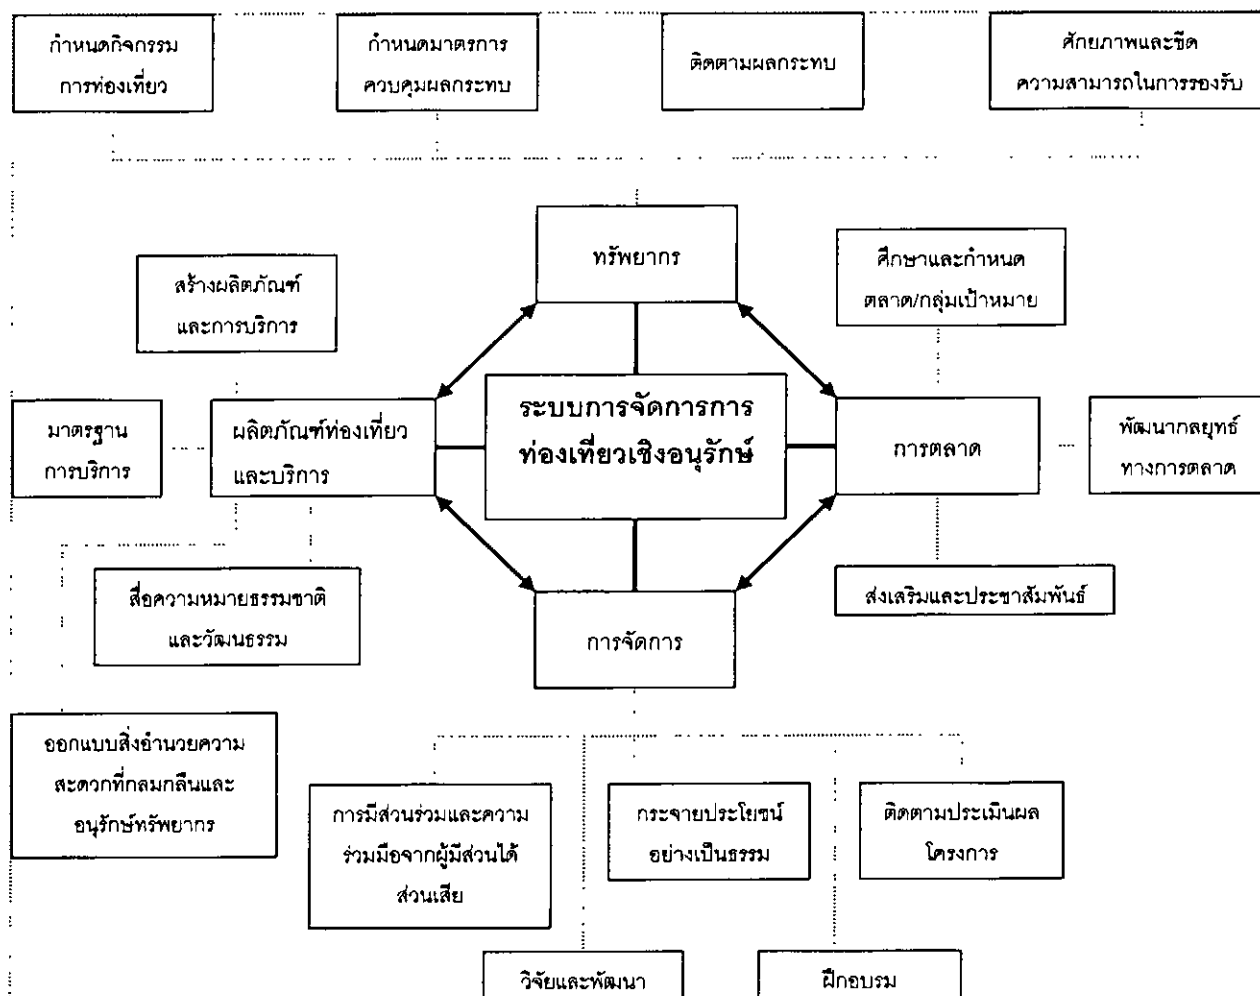 กำหนดกิจกรรม
การท่องเที่ยว
กำหนดมาตรการ
ควบคุมผลกระทบ
ติดตามผลกระทบ
ศักยภาพและขีด
ความสามารถในการรองรับ
ทรัพยากร
ศึกษาและกำหนด
ตลาด/กลุ่มเป้าหมาย
สร้างผลิตภัณฑ์
และการบริการ
มาตรฐาน
การบริการ
ผลิตภัณฑ์ท่องเที่ยว
และบริการ
ระบบการจัดการการ
ท่องเที่ยวเชิงอนุรักษ์
การตลาด
พัฒนากลยุทธ์
ทางการตลาด
สื่อความหมายธรรมชาติ
และวัฒนธรรม
ส่งเสริมและประชาสัมพันธ์
การจัดการ
ออกแบบสิ่งอำนวยความ
สะดวกที่กลมกลืนและ
อนุรักษ์ทรัพยากร
การมีส่วนร่วมและความ
ร่วมมือจากผู้มีส่วนได้
ส่วนเสีย
กระจายประโยชน์
อย่างเป็นธรรม
ติดตามประเมินผล
โครงการ
วิจัยและพัฒนา
ฝึกอบรม